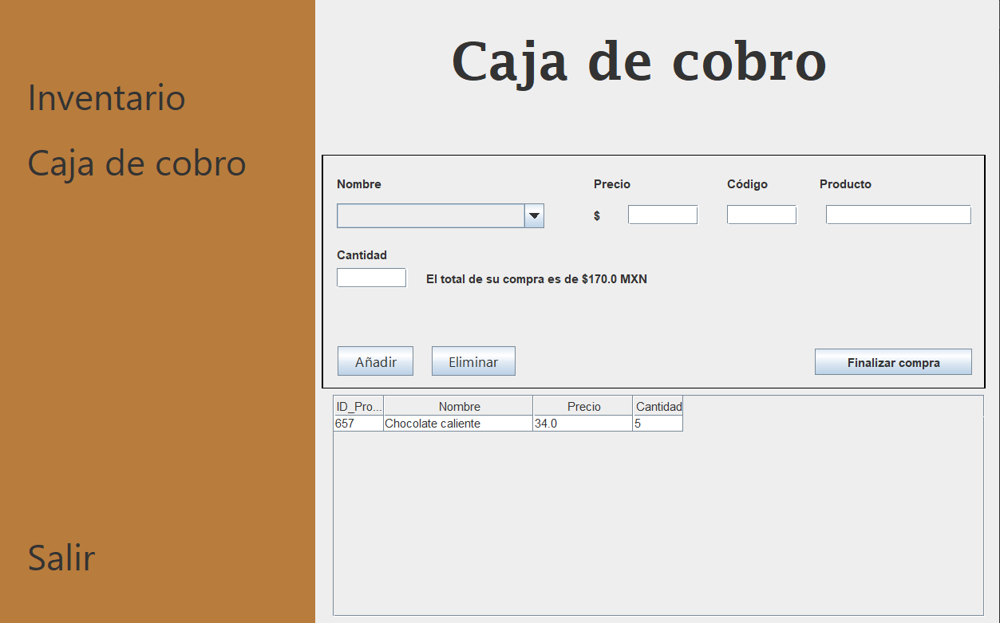 Caja de cobro
Inventario
Caja de cobro
Salir
Nombre Precio Código Producto
$
Cantidad
El total de su compra es de $170.0 MXN
Añadir Eliminar Finalizar compra
ID_Pro... Nombre Precio Cantidad
657 Chocolate caliente 34.0 5